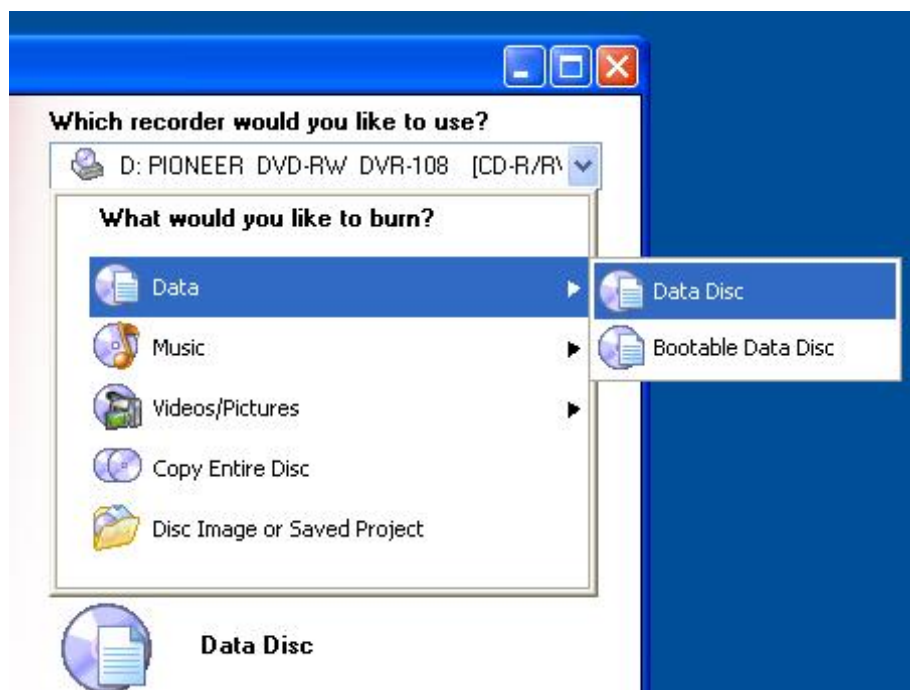 Which recorder would you like to use?
D: PIONEER DVD-RW DVR-108 [CD-R/R
What would you like to burn?
Data
Data Disc
Music
Bootable Data Disc
Videos/Pictures
Copy Entire Disc
Disc Image or Saved Project
Data Disc